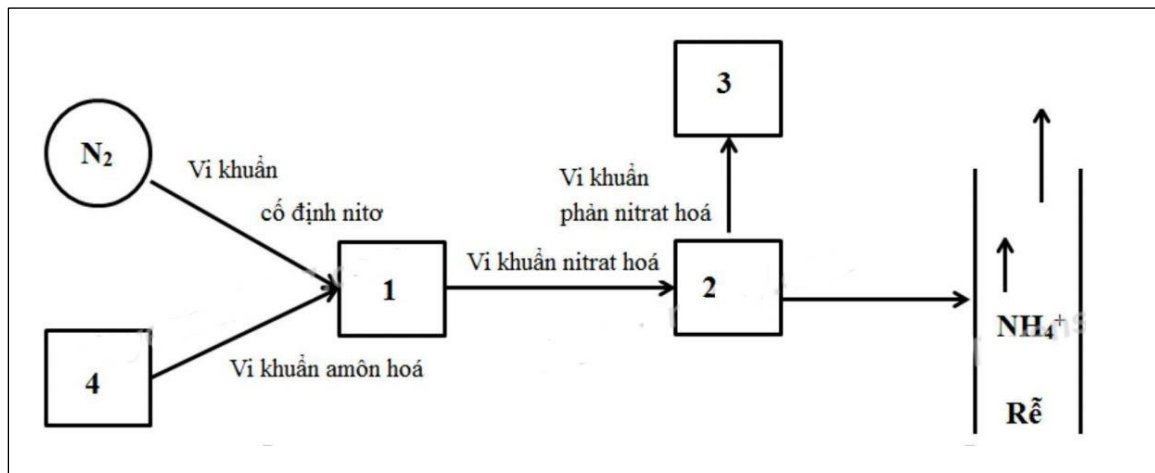 3
N₂
Vi khuẩn
cố định nitơ
Vi khuẩn
phản nitrat hoá
1
Vi khuẩn nitrat hoá
2
NH₄⁺
4
Vi khuẩn amôn hoá
Rễ